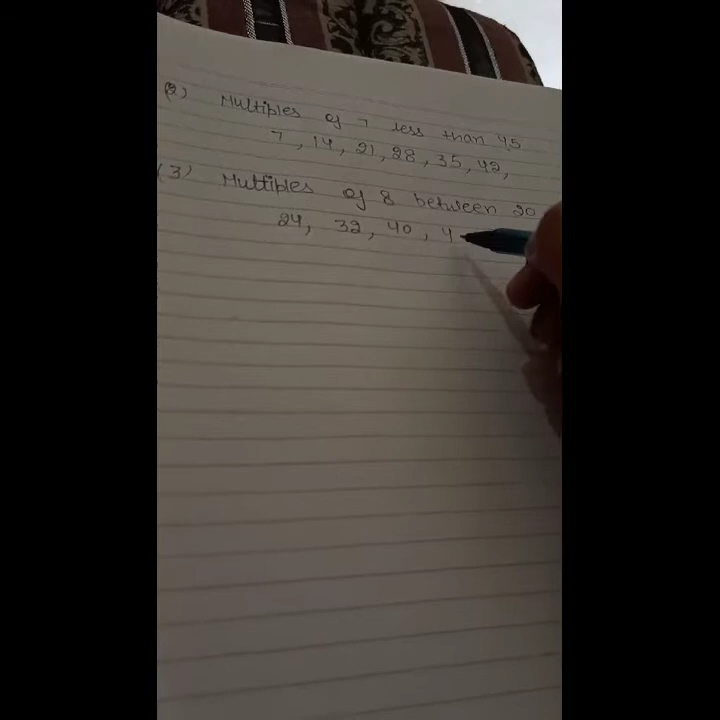 (2) Multiples of 7 less than 45
7, 14, 21, 28, 35, 42,
(3) Multiples of 8 between 20
24, 32, 40, 4